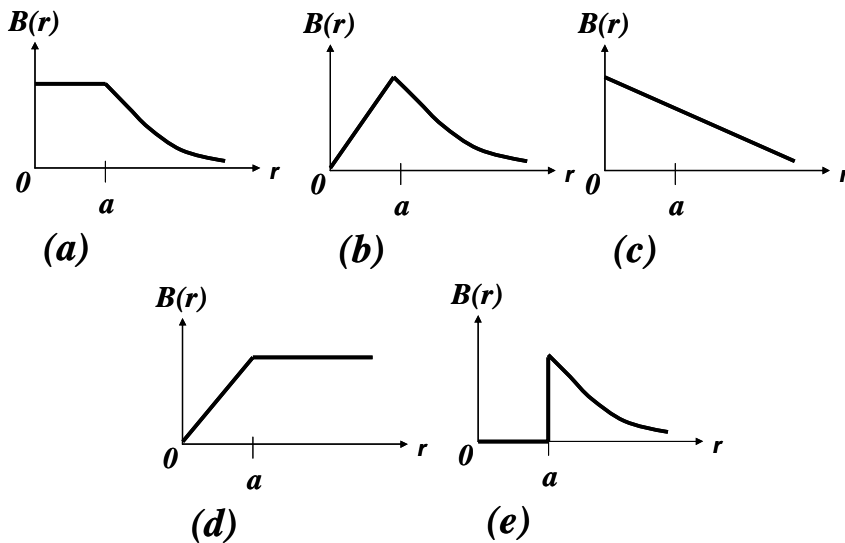 B(r) B(r) B(r)
0 a r 0 a r 0 a r
(a) (b) (c)
B(r) B(r)
0 a r 0 a r
(d) (e)